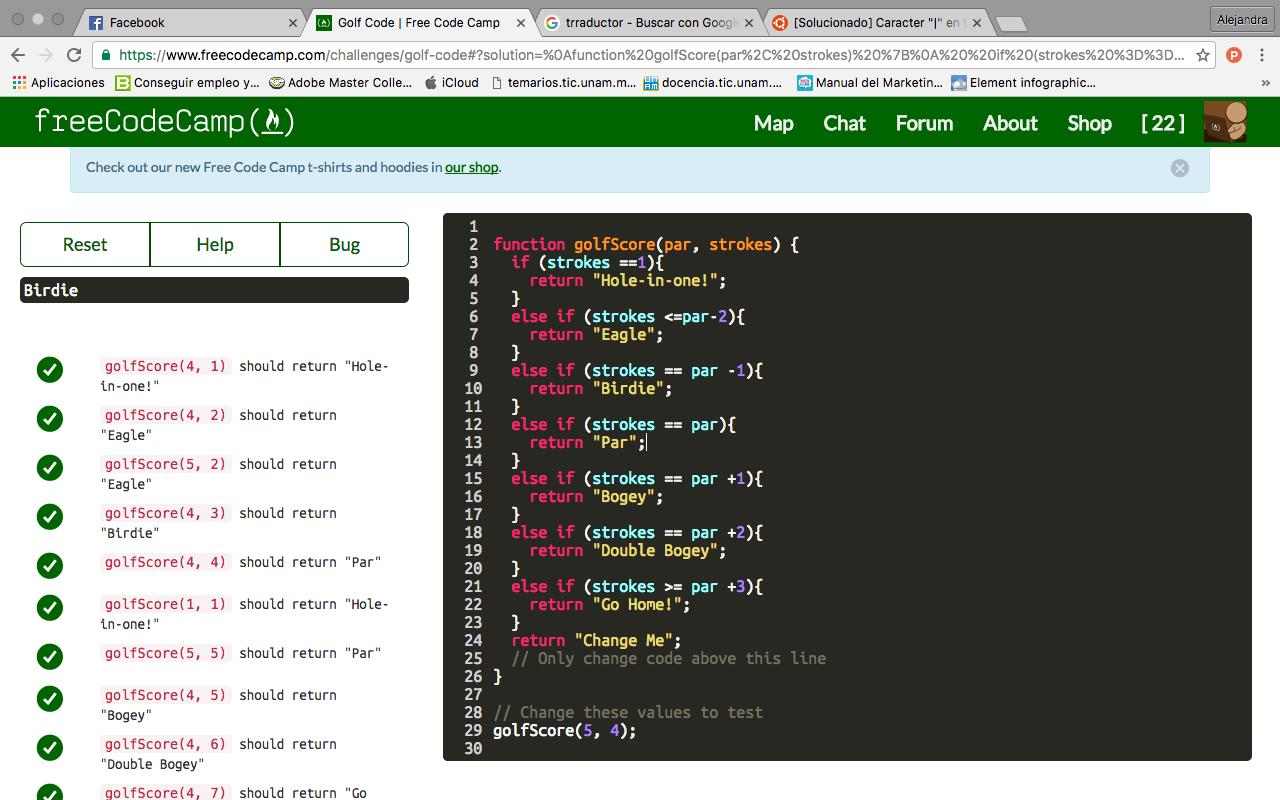 Facebook
Golf Code | Free Code Camp
trraductor - Buscar con Google
[Solucionado] Caracter "|" en t
Alejandra
https://www.freecodecamp.com/challenges/golf-code#?solution=%0Afunction%20golfScore(par%2C%20strokes)%20%7B%0A%20%20if%20(strokes%20%3D%3D...
Aplicaciones
Conseguir empleo y...
Adobe Master Colle...
iCloud
temarios.tic.unam.m...
docencia.tic.unam....
Manual del Marketin...
Element infographic...
»
freeCodeCamp( )
Map
Chat
Forum
About
Shop
[ 22 ]
Check out our new Free Code Camp t-shirts and hoodies in our shop.
Reset
Help
Bug
Birdie
golfScore(4, 1) should return "Hole-
in-one!"
golfScore(4, 2) should return
"Eagle"
golfScore(5, 2) should return
"Eagle"
golfScore(4, 3) should return
"Birdie"
golfScore(4, 4) should return "Par"
golfScore(1, 1) should return "Hole-
in-one!"
golfScore(5, 5) should return "Par"
golfScore(4, 5) should return
"Bogey"
golfScore(4, 6) should return
"Double Bogey"
golfScore(4, 7) should return "Go
1
2 function golfScore(par, strokes) {
3 if (strokes ==1){
4 return "Hole-in-one!";
5 }
6 else if (strokes <=par-2){
7 return "Eagle";
8 }
9 else if (strokes == par -1){
10 return "Birdie";
11 }
12 else if (strokes == par){
13 return "Par";
14 }
15 else if (strokes == par +1){
16 return "Bogey";
17 }
18 else if (strokes == par +2){
19 return "Double Bogey";
20 }
21 else if (strokes >= par +3){
22 return "Go Home!";
23 }
24 return "Change Me";
25 // Only change code above this line
26 }
27
28 // Change these values to test
29 golfScore(5, 4);
30